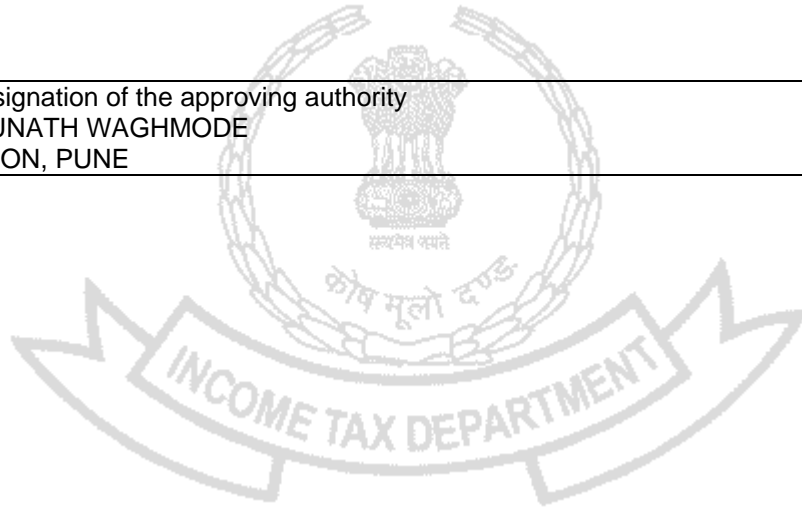 signation of the approving authority
UNATH WAGHMODE
ON, PUNE
सत्यमेव जयते
कोष मूलो दण्डः
INCOME TAX DEPARTMENT